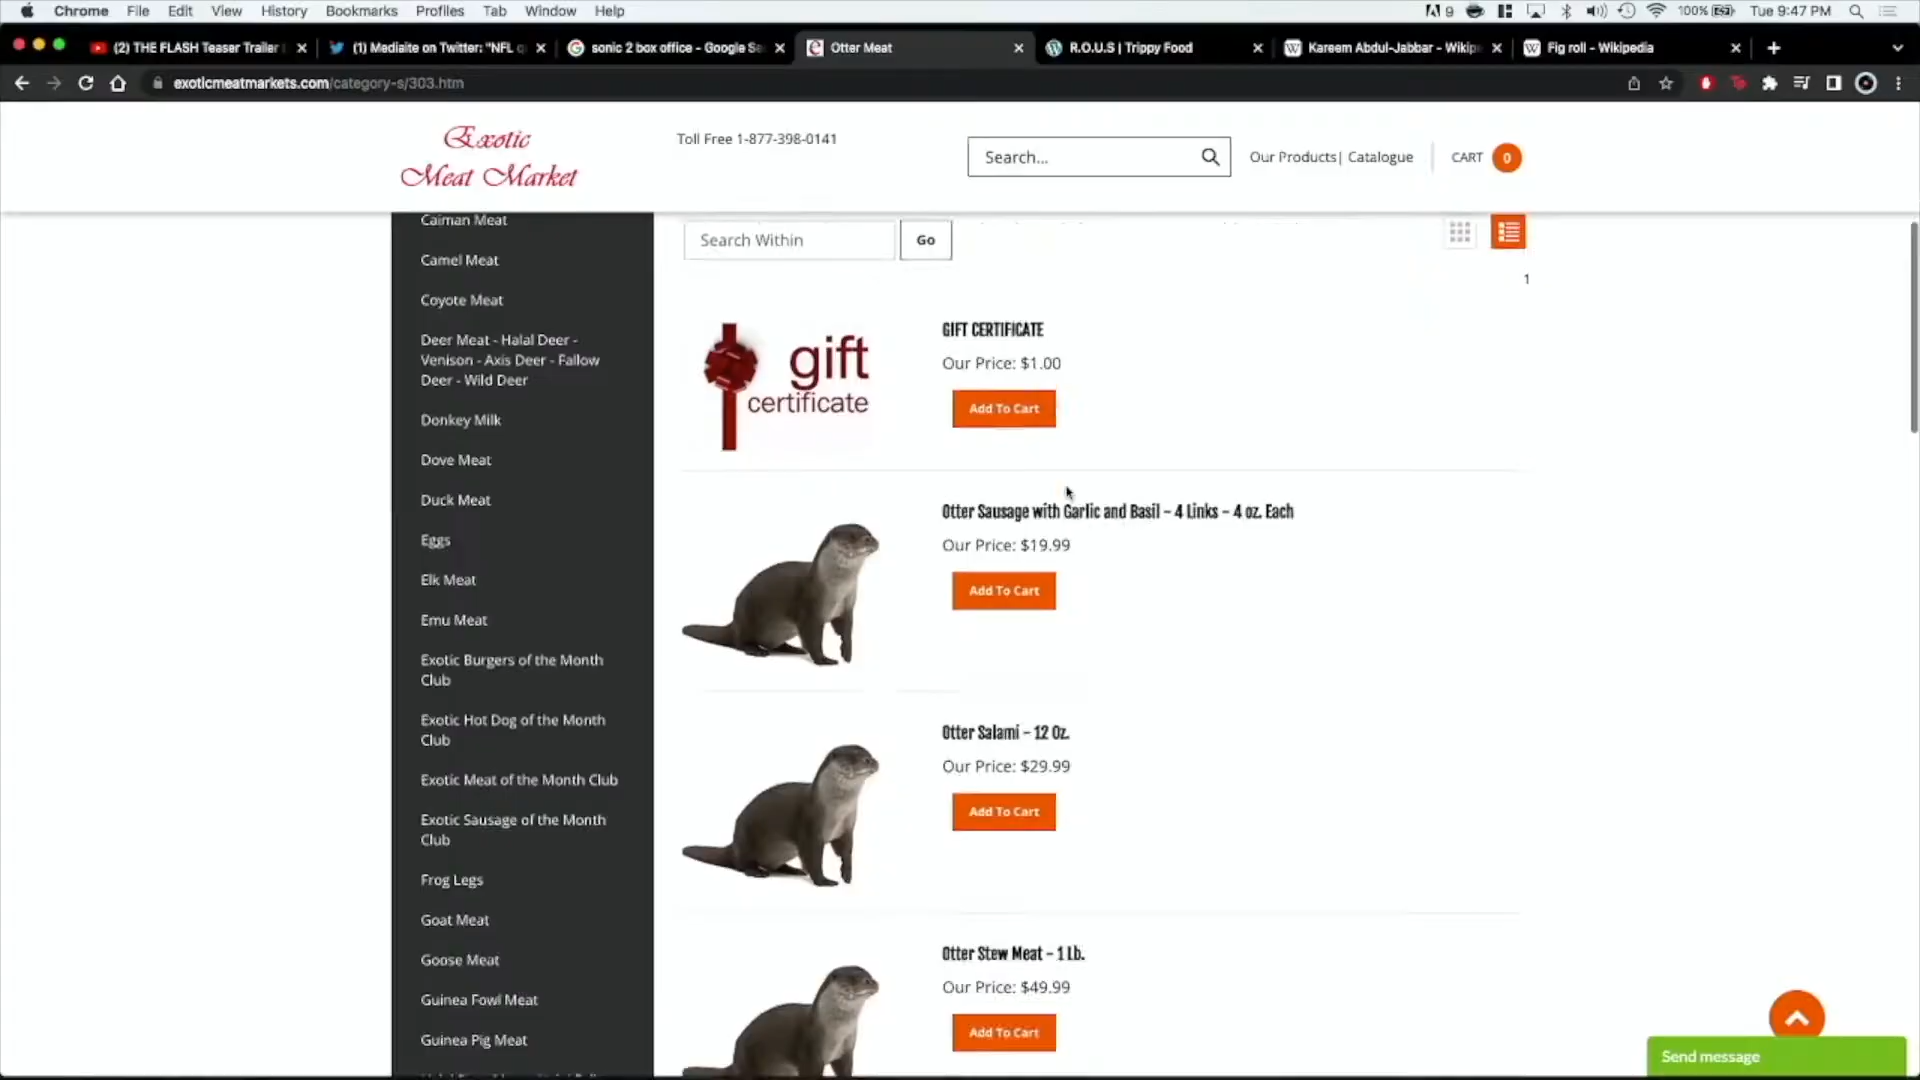 Chrome File Edit View History Bookmarks Profiles Tab Window Help 9 100% Tue 9:47 PM
(2) THE FLASH Teaser Trailer (1) Mediaite on Twitter: "NFL q sonic 2 box office - Google Se Otter Meat R.O.U.S | Trippy Food Kareem Abdul-Jabbar - Wikip Fig roll - Wikipedia
exoticmeatmarkets.com/category-s/303.htm
Exotic
Meat Market
Toll Free 1-877-398-0141
Search...
Our Products| Catalogue
CART 0
Caiman Meat
Camel Meat
Coyote Meat
Deer Meat - Halal Deer -
Venison - Axis Deer - Fallow
Deer - Wild Deer
Donkey Milk
Dove Meat
Duck Meat
Eggs
Elk Meat
Emu Meat
Exotic Burgers of the Month
Club
Exotic Hot Dog of the Month
Club
Exotic Meat of the Month Club
Exotic Sausage of the Month
Club
Frog Legs
Goat Meat
Goose Meat
Guinea Fowl Meat
Guinea Pig Meat
Search Within Go
1
gift
certificate
GIFT CERTIFICATE
Our Price: $1.00
Add To Cart
Otter Sausage with Garlic and Basil - 4 Links - 4 oz. Each
Our Price: $19.99
Add To Cart
Otter Salami - 12 Oz.
Our Price: $29.99
Add To Cart
Otter Stew Meat - 1 Lb.
Our Price: $49.99
Add To Cart
Send message